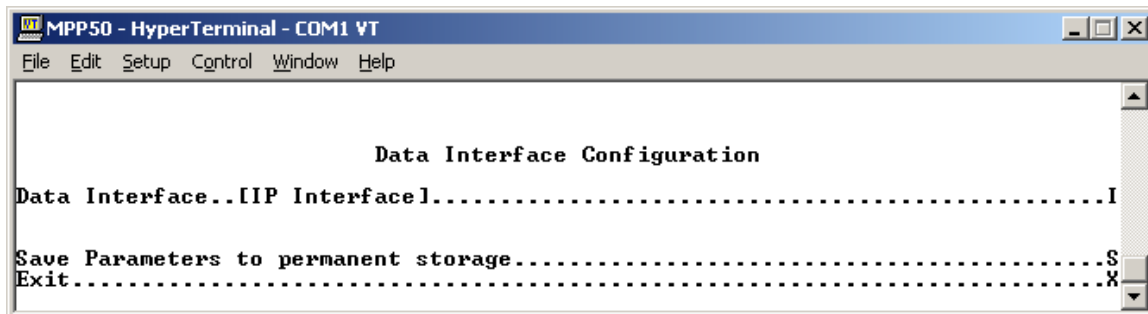 MPP50 - HyperTerminal - COM1 VT
File Edit Setup Control Window Help
Data Interface Configuration
Data Interface..[IP Interface].................................................I
Save Parameters to permanent storage...........................................S
Exit...........................................................................X